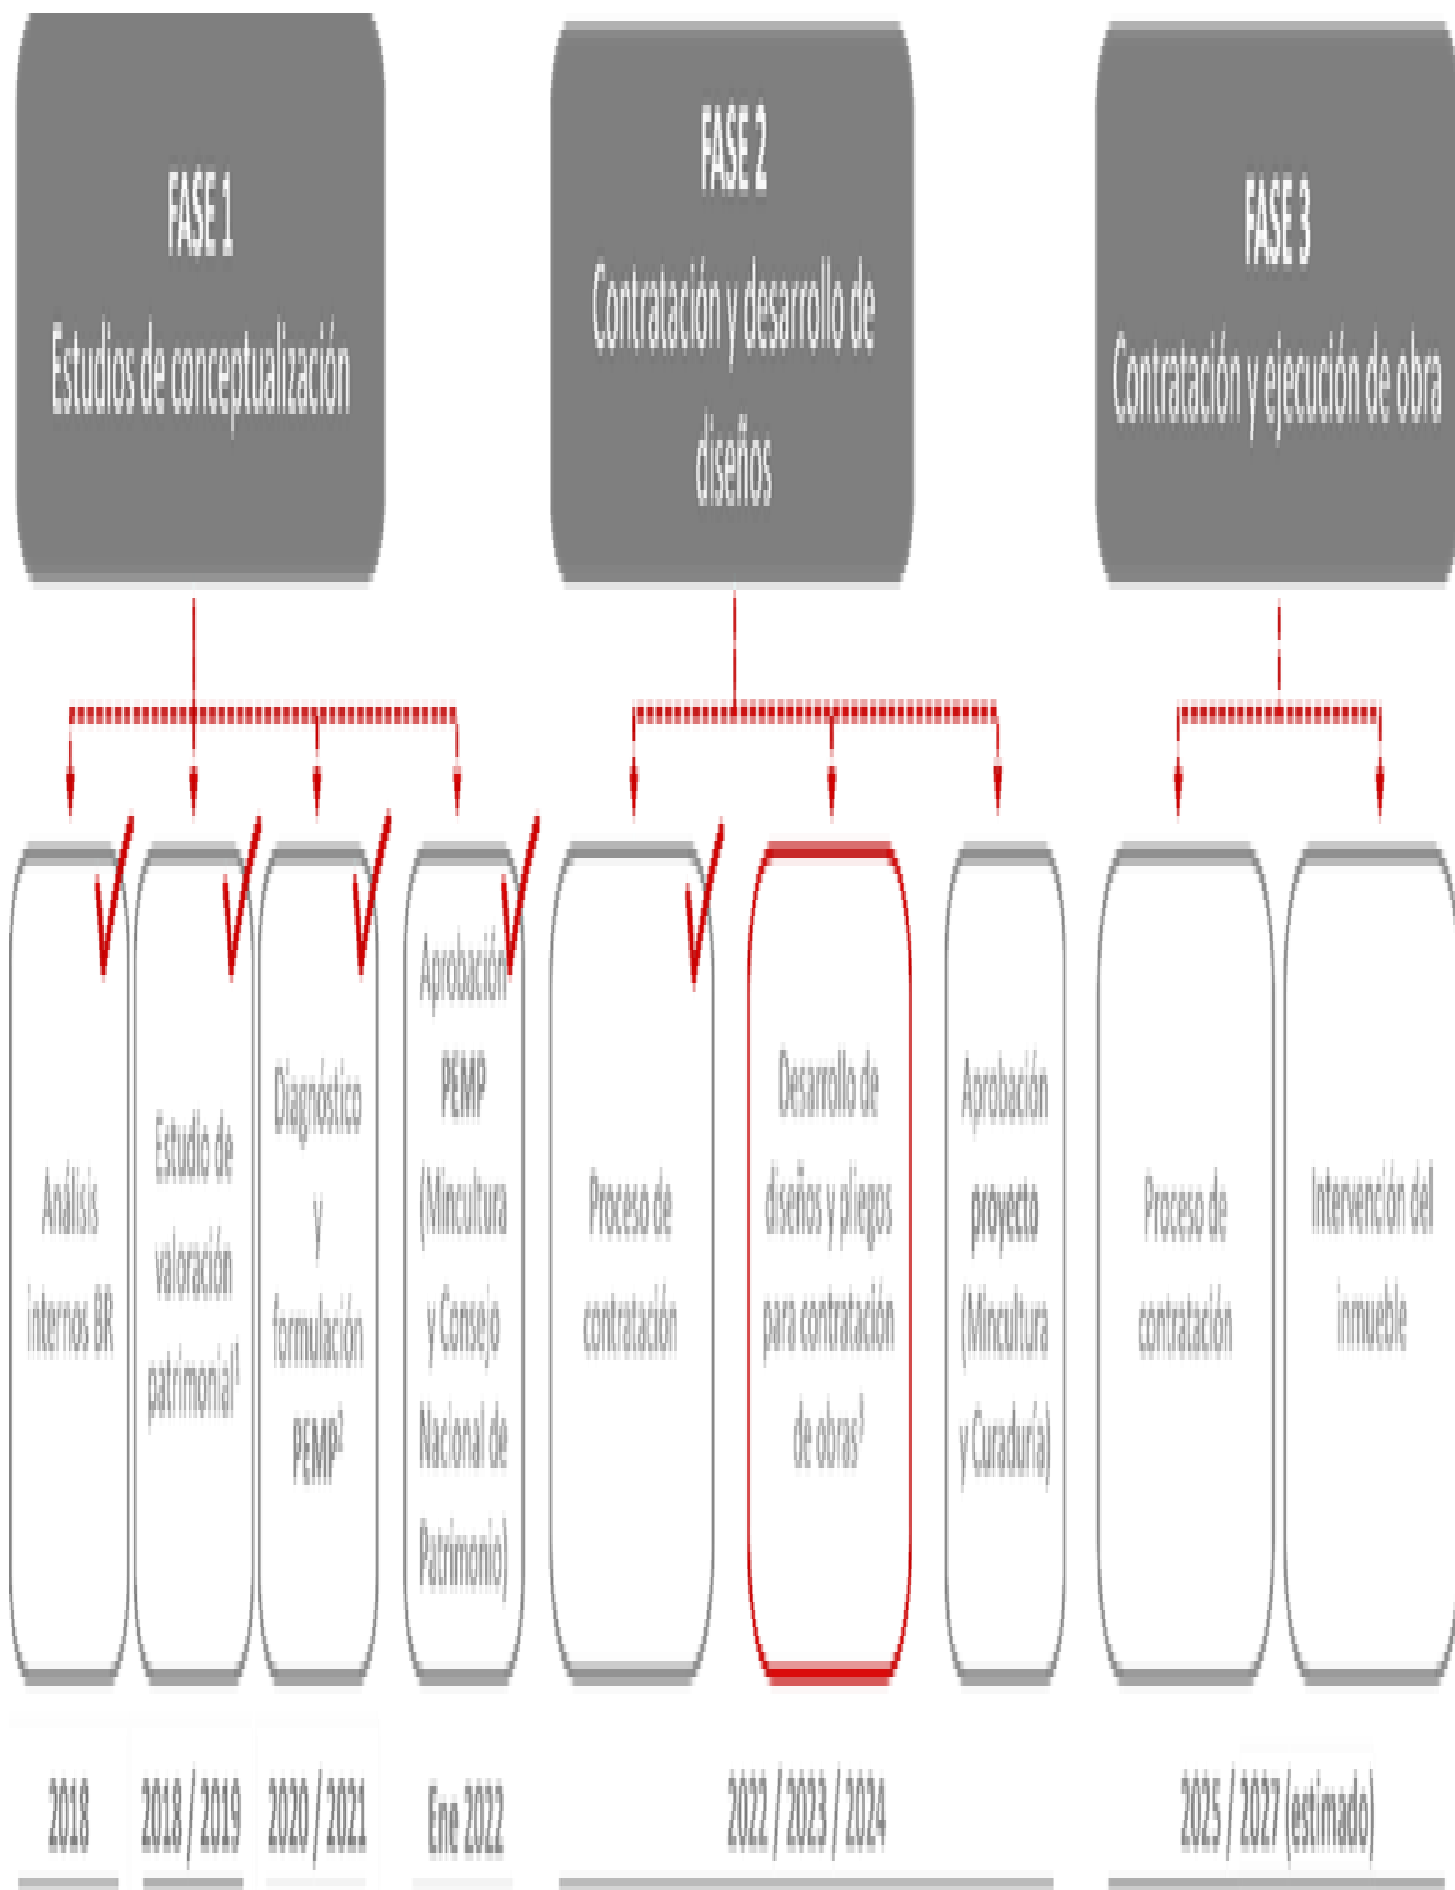 FASE 1
Estudios de conceptualización
FASE 2
Contratación y desarrollo de
diseños
FASE 3
Contratación y ejecución de obra
Análisis
internos BR
Estudio de
valoración
patrimonial¹
Diagnóstico
y
formulación
PEMP²
Aprobación
PEMP
(Mincultura
y Consejo
Nacional de
Patrimonio)
Proceso de
contratación
Desarrollo de
diseños y pliegos
para contratación
de obras²
Aprobación
proyecto
(Mincultura
y Curaduría)
Proceso de
contratación
Intervención del
inmueble
2018
2018 / 2019
2020 / 2021
Ene 2022
2022 / 2023 / 2024
2025 / 2027 (estimado)